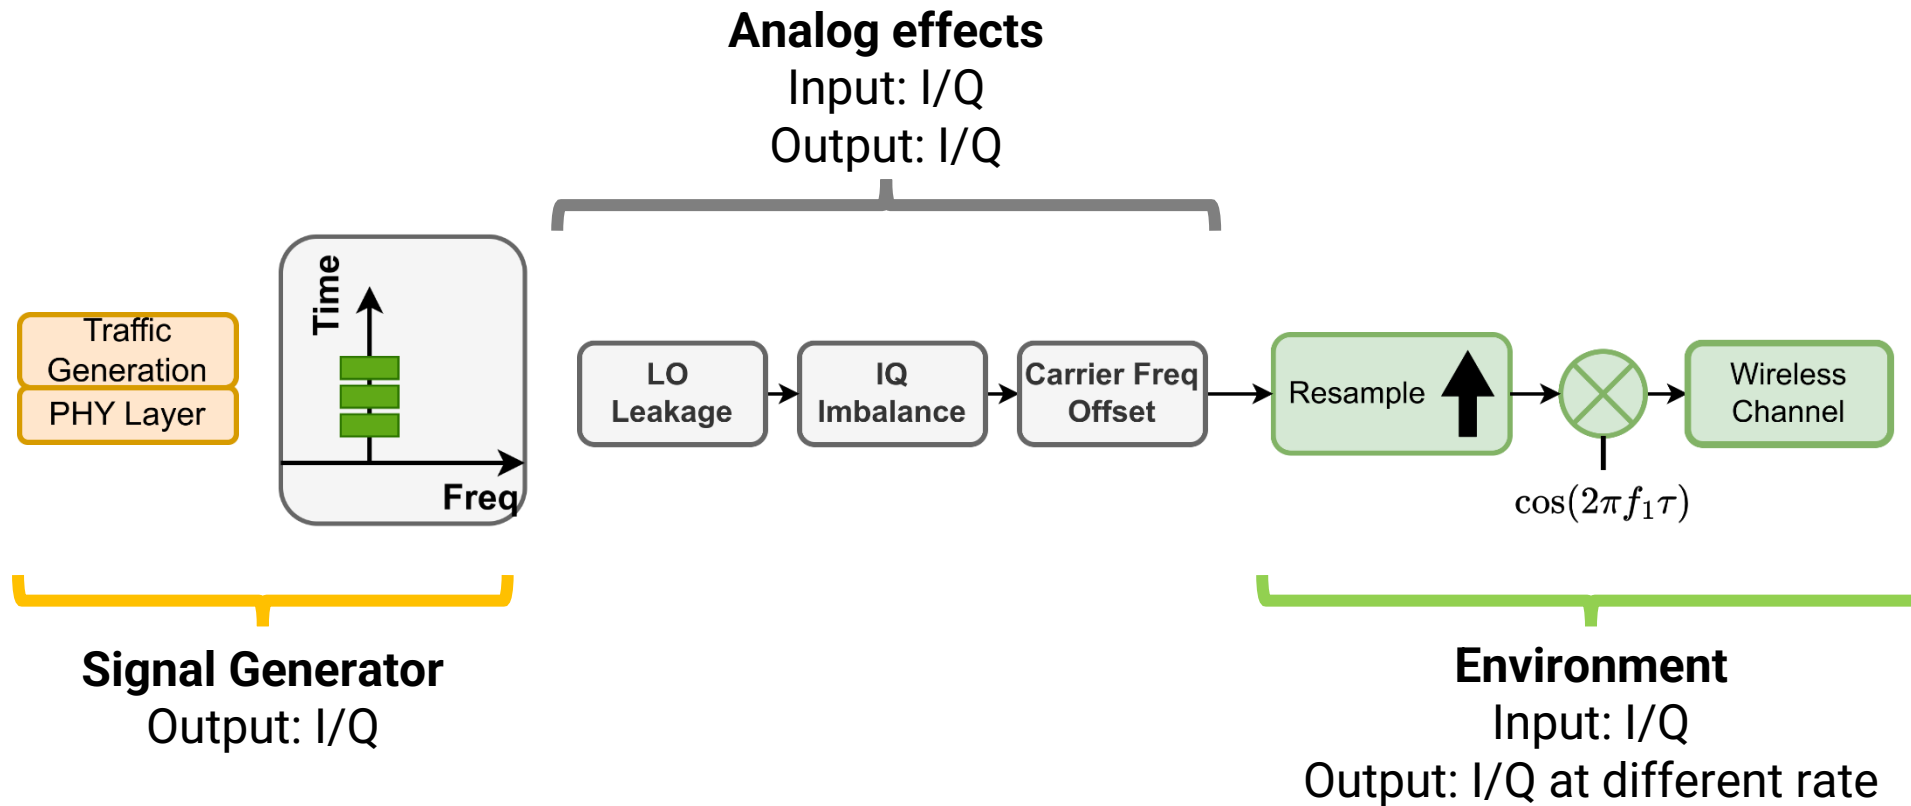 Analog effects
Input: I/Q
Output: I/Q
Traffic
Generation
PHY Layer
Time
Freq
LO
Leakage
IQ
Imbalance
Carrier Freq
Offset
Resample
cos(2πf₁τ)
Wireless
Channel
Signal Generator
Output: I/Q
Environment
Input: I/Q
Output: I/Q at different rate